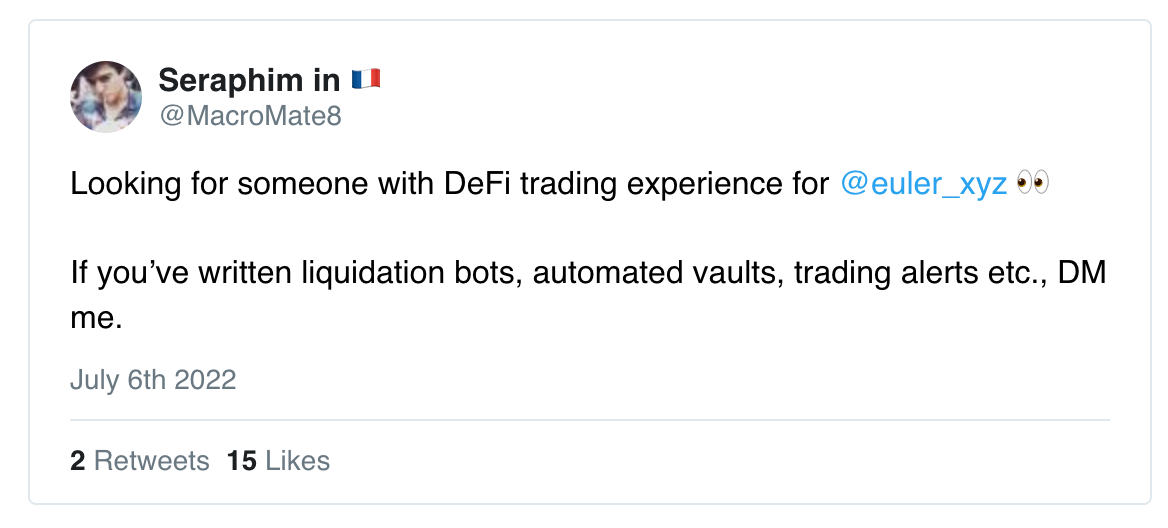 Seraphim in 🇫🇷
@MacroMate8
Looking for someone with DeFi trading experience for @euler_xyz 👀
If you’ve written liquidation bots, automated vaults, trading alerts etc., DM
me.
July 6th 2022
2 Retweets 15 Likes